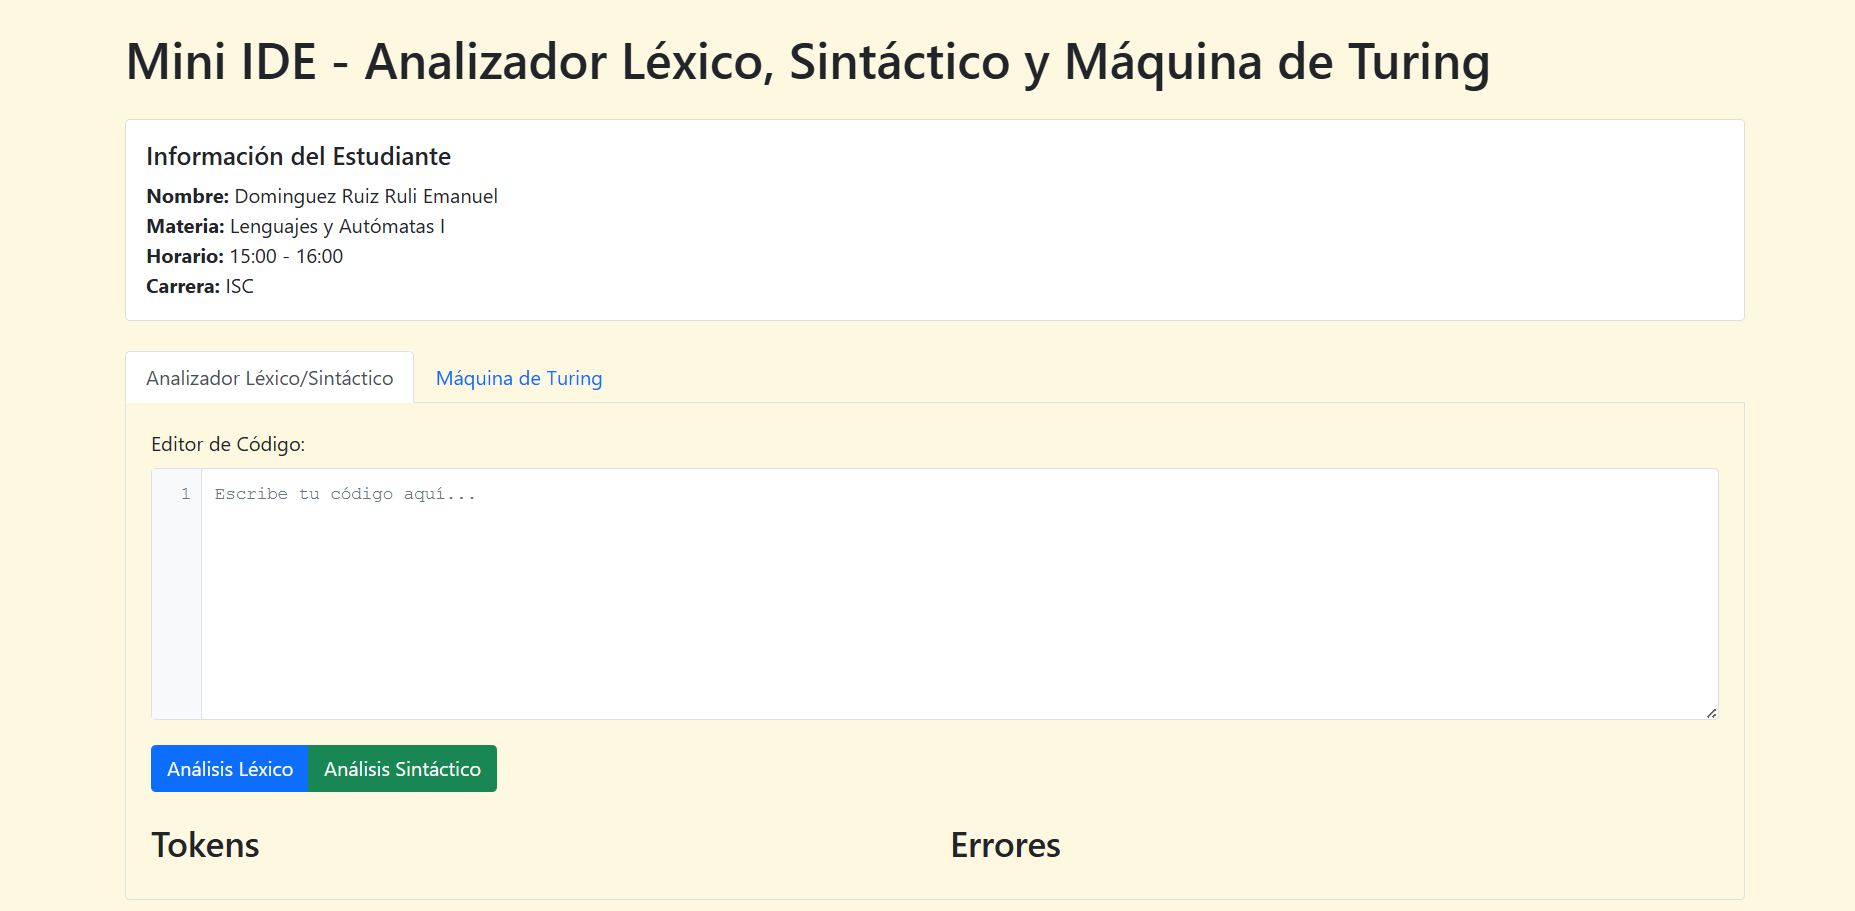 Mini IDE - Analizador Léxico, Sintáctico y Máquina de Turing
Información del Estudiante
Nombre: Dominguez Ruiz Ruli Emanuel
Materia: Lenguajes y Autómatas I
Horario: 15:00 - 16:00
Carrera: ISC
Analizador Léxico/Sintáctico
Máquina de Turing
Editor de Código:
1
Escribe tu código aquí...
Análisis Léxico
Análisis Sintáctico
Tokens
Errores